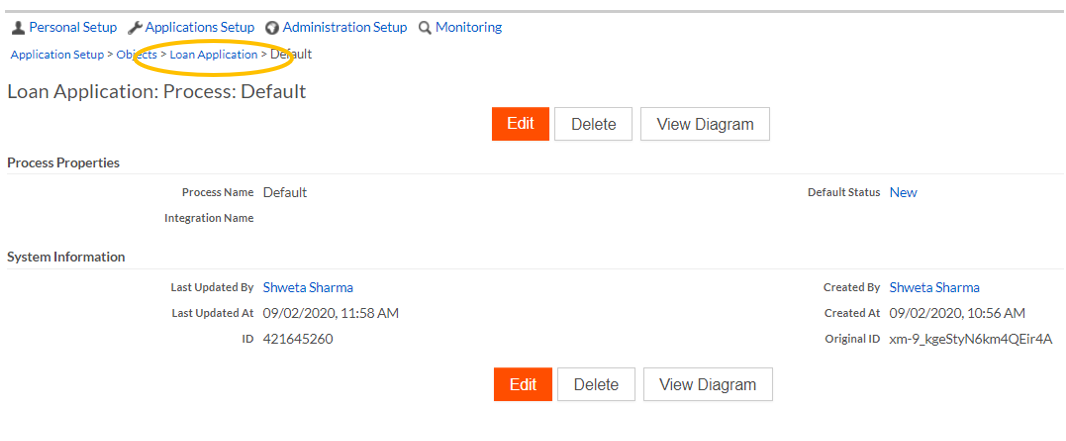 Personal Setup Applications Setup Administration Setup Monitoring
Application Setup > Objects > Loan Application > Default
Loan Application: Process: Default
Edit Delete View Diagram
Process Properties
Process Name Default Default Status New
Integration Name
System Information
Last Updated By Shweta Sharma Created By Shweta Sharma
Last Updated At 09/02/2020, 11:58 AM Created At 09/02/2020, 10:56 AM
ID 421645260 Original ID xm-9_kgeStyN6km4QEir4A
Edit Delete View Diagram